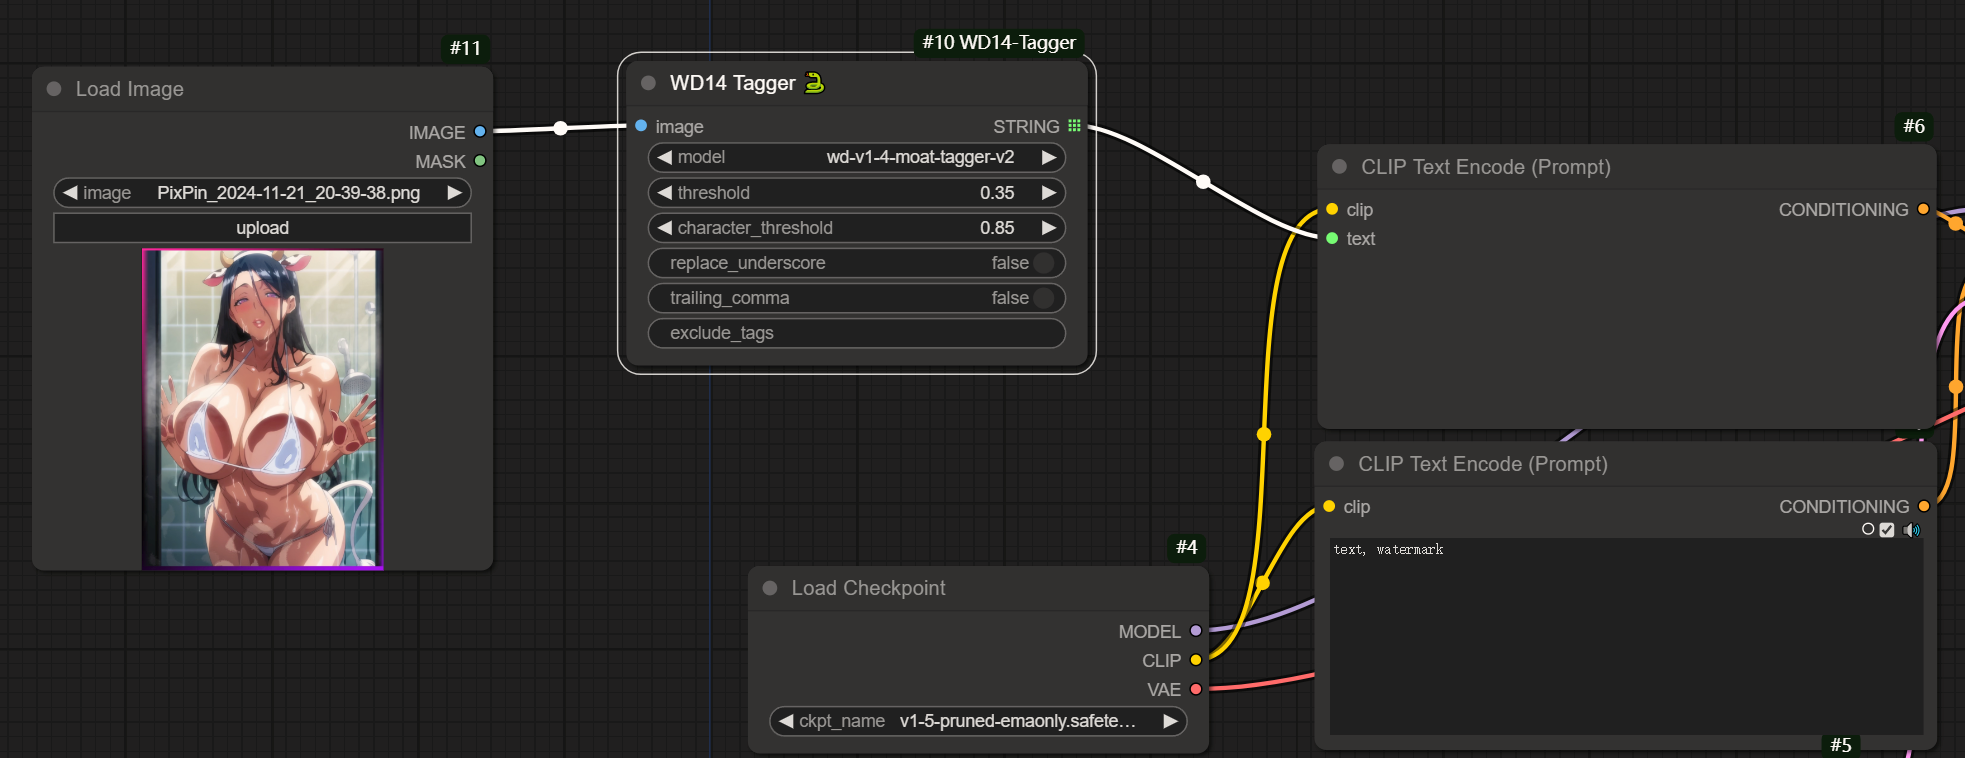 #11
Load Image
IMAGE
MASK
image PixPin_2024-11-21_20-39-38.png
upload
#10 WD14-Tagger
WD14 Tagger
image STRING
model wd-v1-4-moat-tagger-v2
threshold 0.35
character_threshold 0.85
replace_underscore false
trailing_comma false
exclude_tags
#6
CLIP Text Encode (Prompt)
clip CONDITIONING
text
CLIP Text Encode (Prompt)
clip CONDITIONING
text, watermark
#5
#4
Load Checkpoint
MODEL
CLIP
VAE
ckpt_name v1-5-pruned-emaonly.safete…